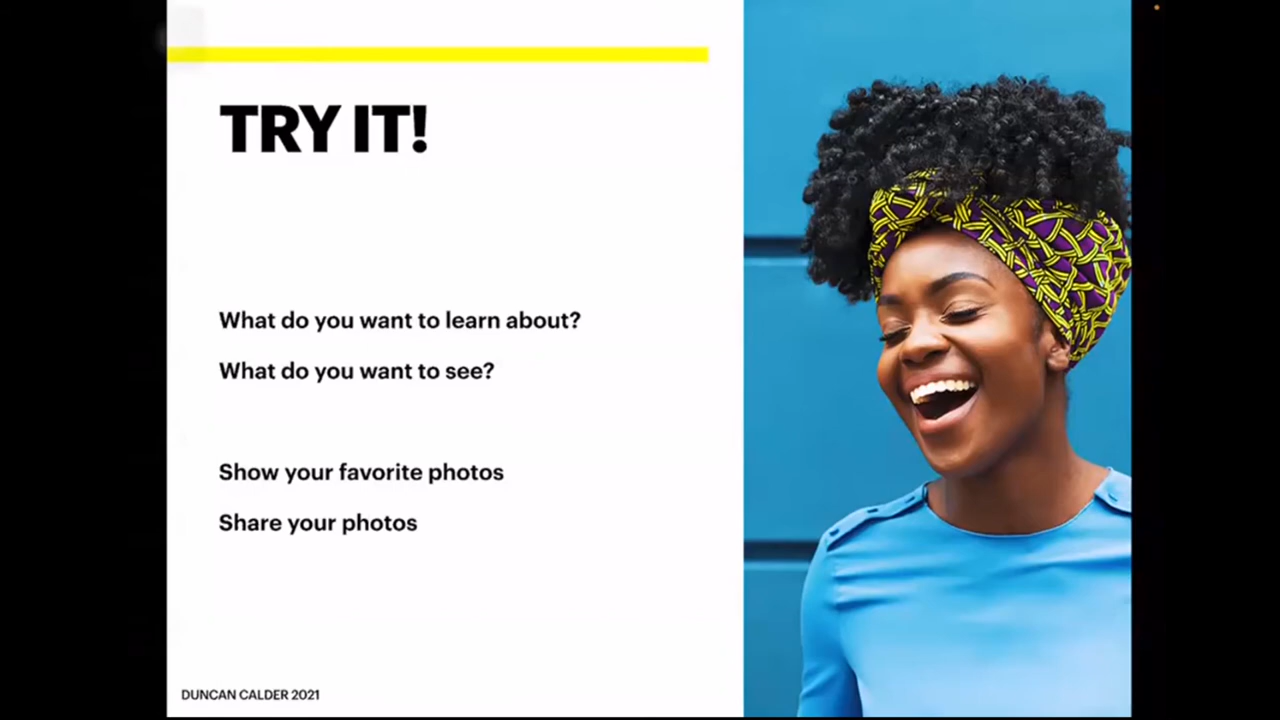 TRY IT!
What do you want to learn about?
What do you want to see?
Show your favorite photos
Share your photos
DUNCAN CALDER 2021